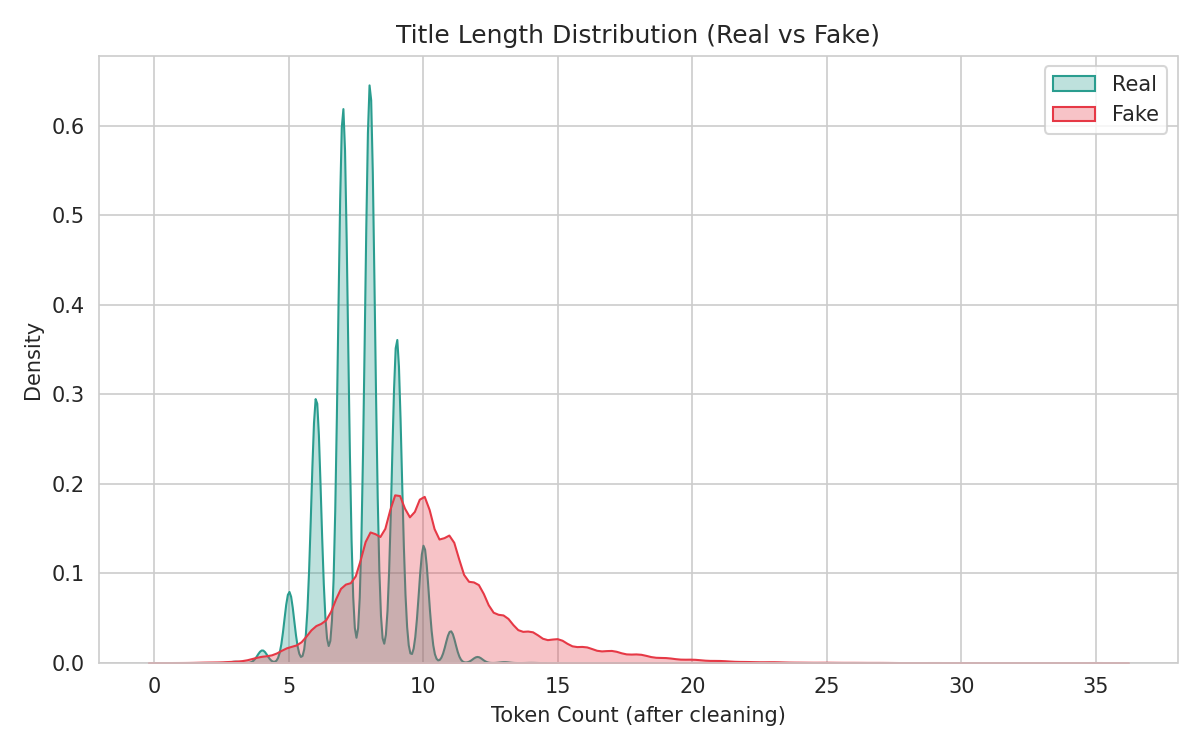 Title Length Distribution (Real vs Fake)
Real
Fake
Density
0.6
0.5
0.4
0.3
0.2
0.1
0.0
0 5 10 15 20 25 30 35
Token Count (after cleaning)